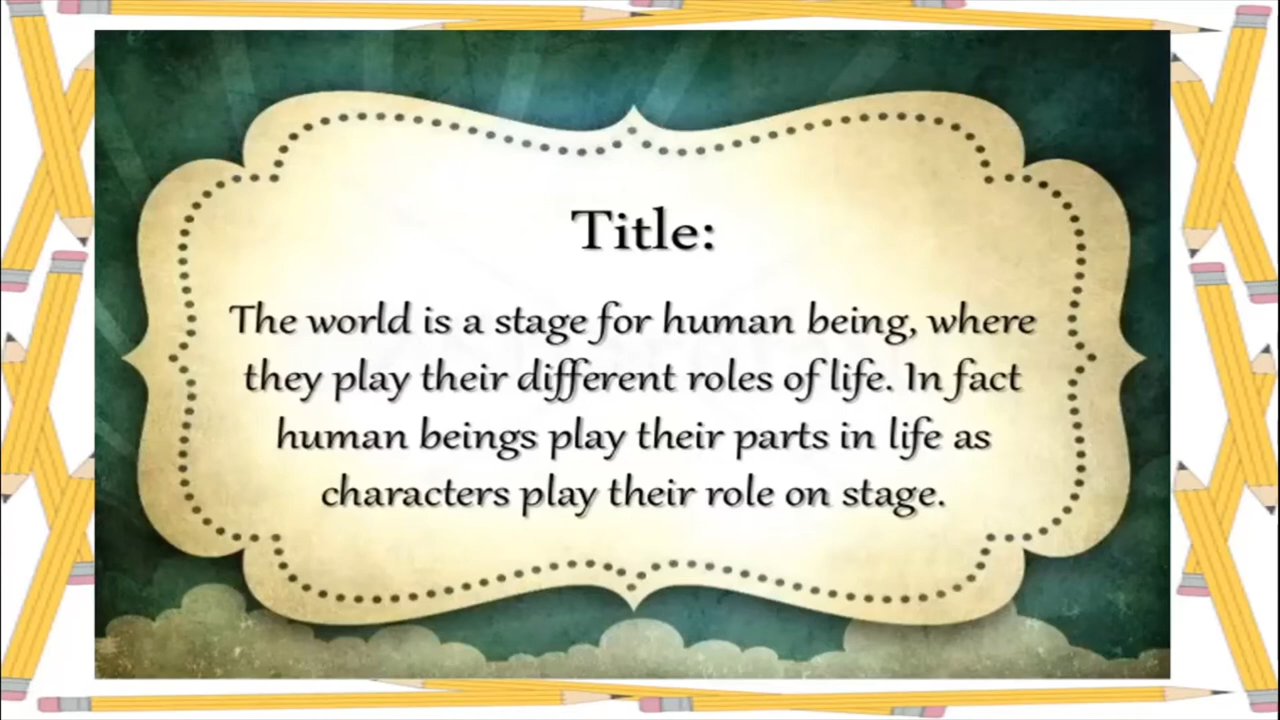 Title:
The world is a stage for human being, where
they play their different roles of life. In fact
human beings play their parts in life as
characters play their role on stage.